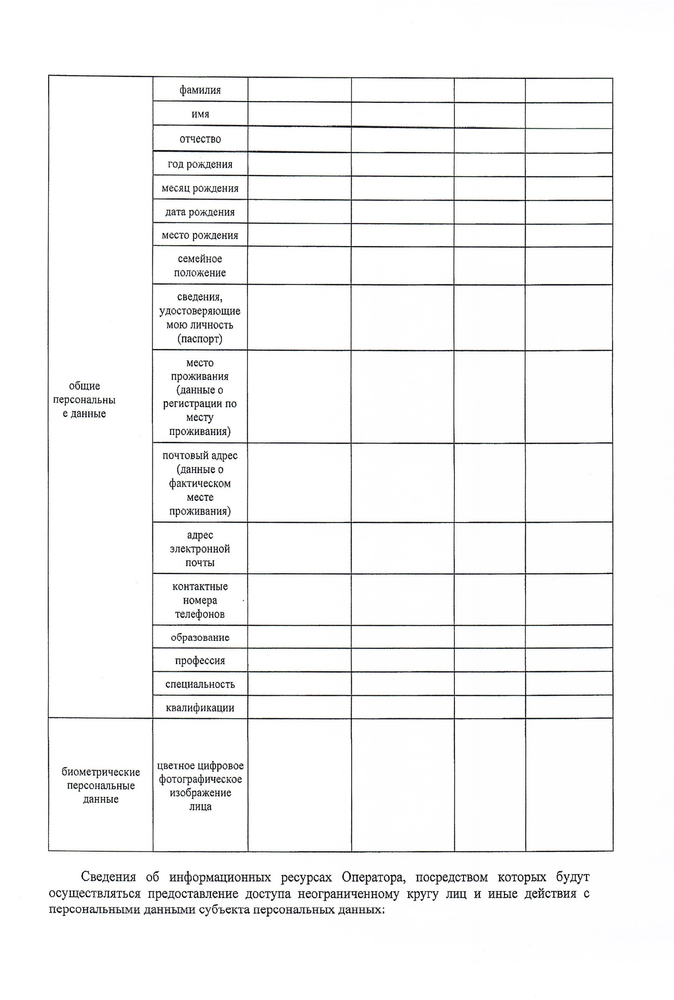 фамилия
имя
отчество
год рождения
месяц рождения
дата рождения
место рождения
семейное
положение
сведения,
удостоверяющие
мою личность
(паспорт)
место
проживания
(данные о
регистрации по
месту
проживания)
общие
персональны
е данные
почтовый адрес
(данные о
фактическом
месте
проживания)
адрес
электронной
почты
контактные
номера
телефонов
образование
профессия
специальность
квалификации
биометрические
персональные
данные
цветное цифровое
фотографическое
изображение
лица
Сведения об информационных ресурсах Оператора, посредством которых будут
осуществляться предоставление доступа неограниченному кругу лиц и иные действия с
персональными данными субъекта персональных данных: